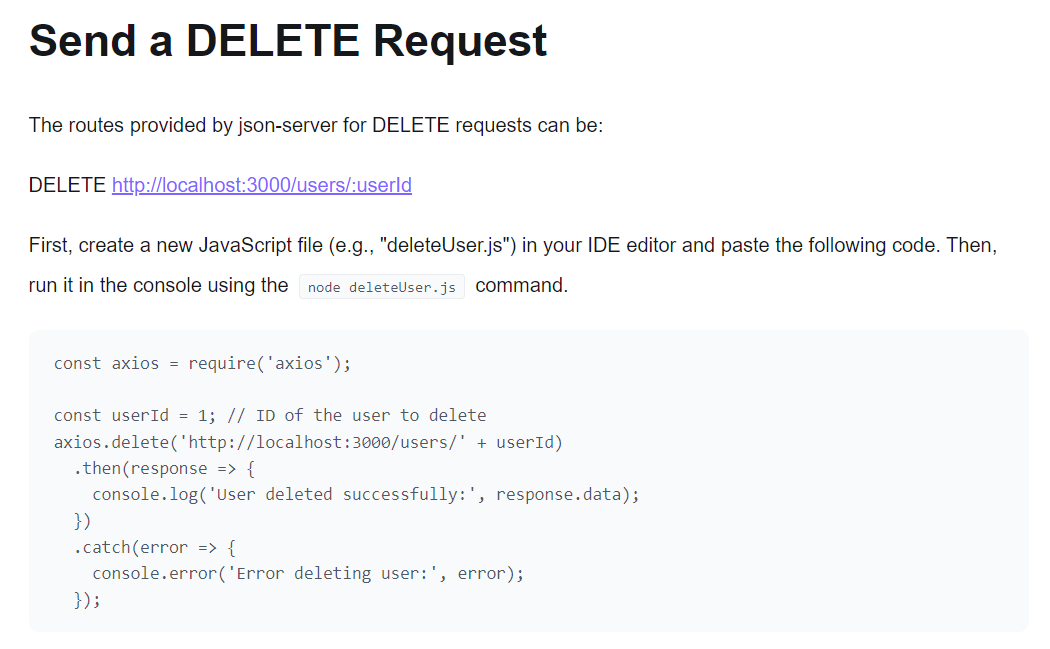 Send a DELETE Request
The routes provided by json-server for DELETE requests can be:
DELETE http://localhost:3000/users/:userId
First, create a new JavaScript file (e.g., "deleteUser.js") in your IDE editor and paste the following code. Then,
run it in the console using the node deleteUser.js command.
const axios = require('axios');

const userId = 1; // ID of the user to delete
axios.delete('http://localhost:3000/users/' + userId)
  .then(response => {
    console.log('User deleted successfully:', response.data);
  })
  .catch(error => {
    console.error('Error deleting user:', error);
  });